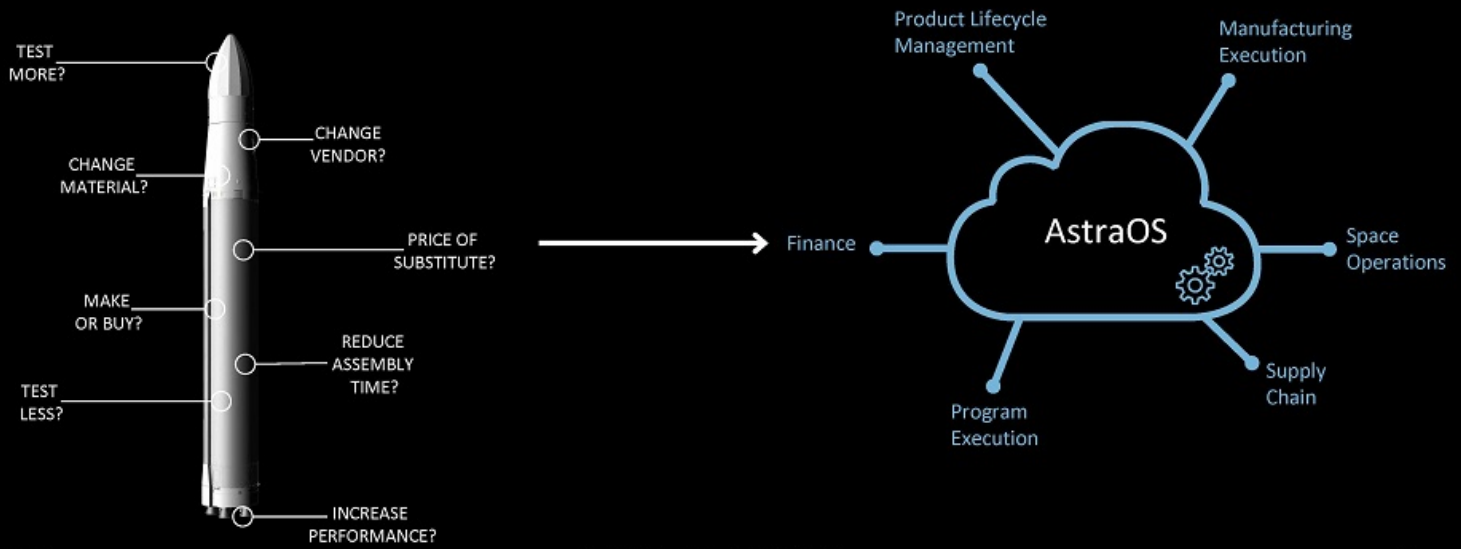 TEST
MORE?
CHANGE
VENDOR?
CHANGE
MATERIAL?
PRICE OF
SUBSTITUTE?
MAKE
OR BUY?
REDUCE
ASSEMBLY
TIME?
TEST
LESS?
INCREASE
PERFORMANCE?
Product Lifecycle
Management
Manufacturing
Execution
AstraOS
Finance
Space
Operations
Supply
Chain
Program
Execution